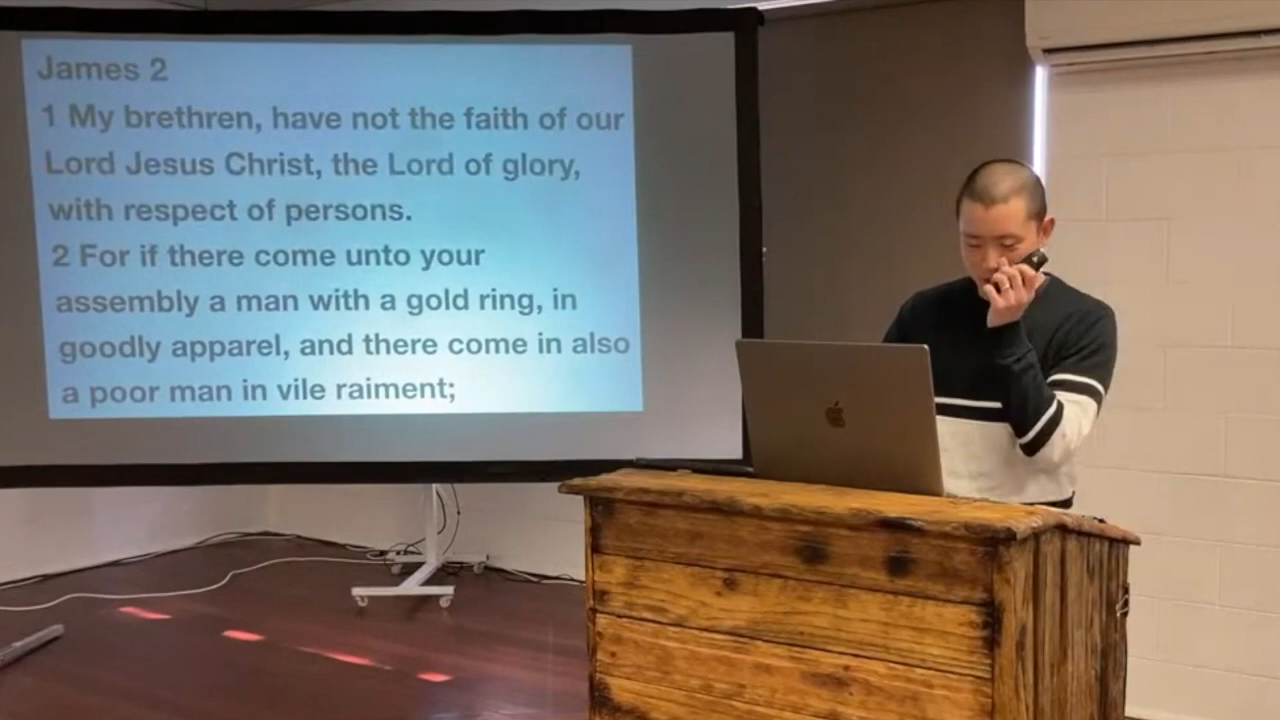 James 2
1 My brethren, have not the faith of our
Lord Jesus Christ, the Lord of glory,
with respect of persons.
2 For if there come unto your
assembly a man with a gold ring, in
goodly apparel, and there come in also
a poor man in vile raiment;